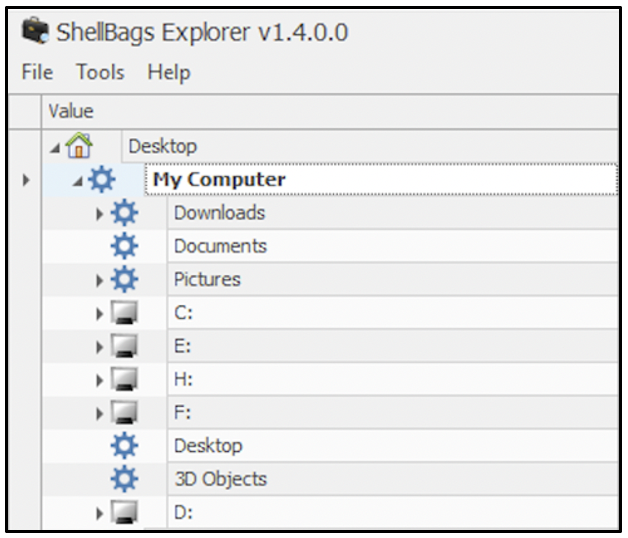 ShellBags Explorer v1.4.0.0
File Tools Help
Value
Desktop
My Computer
Downloads
Documents
Pictures
C:
E:
H:
F:
Desktop
3D Objects
D: